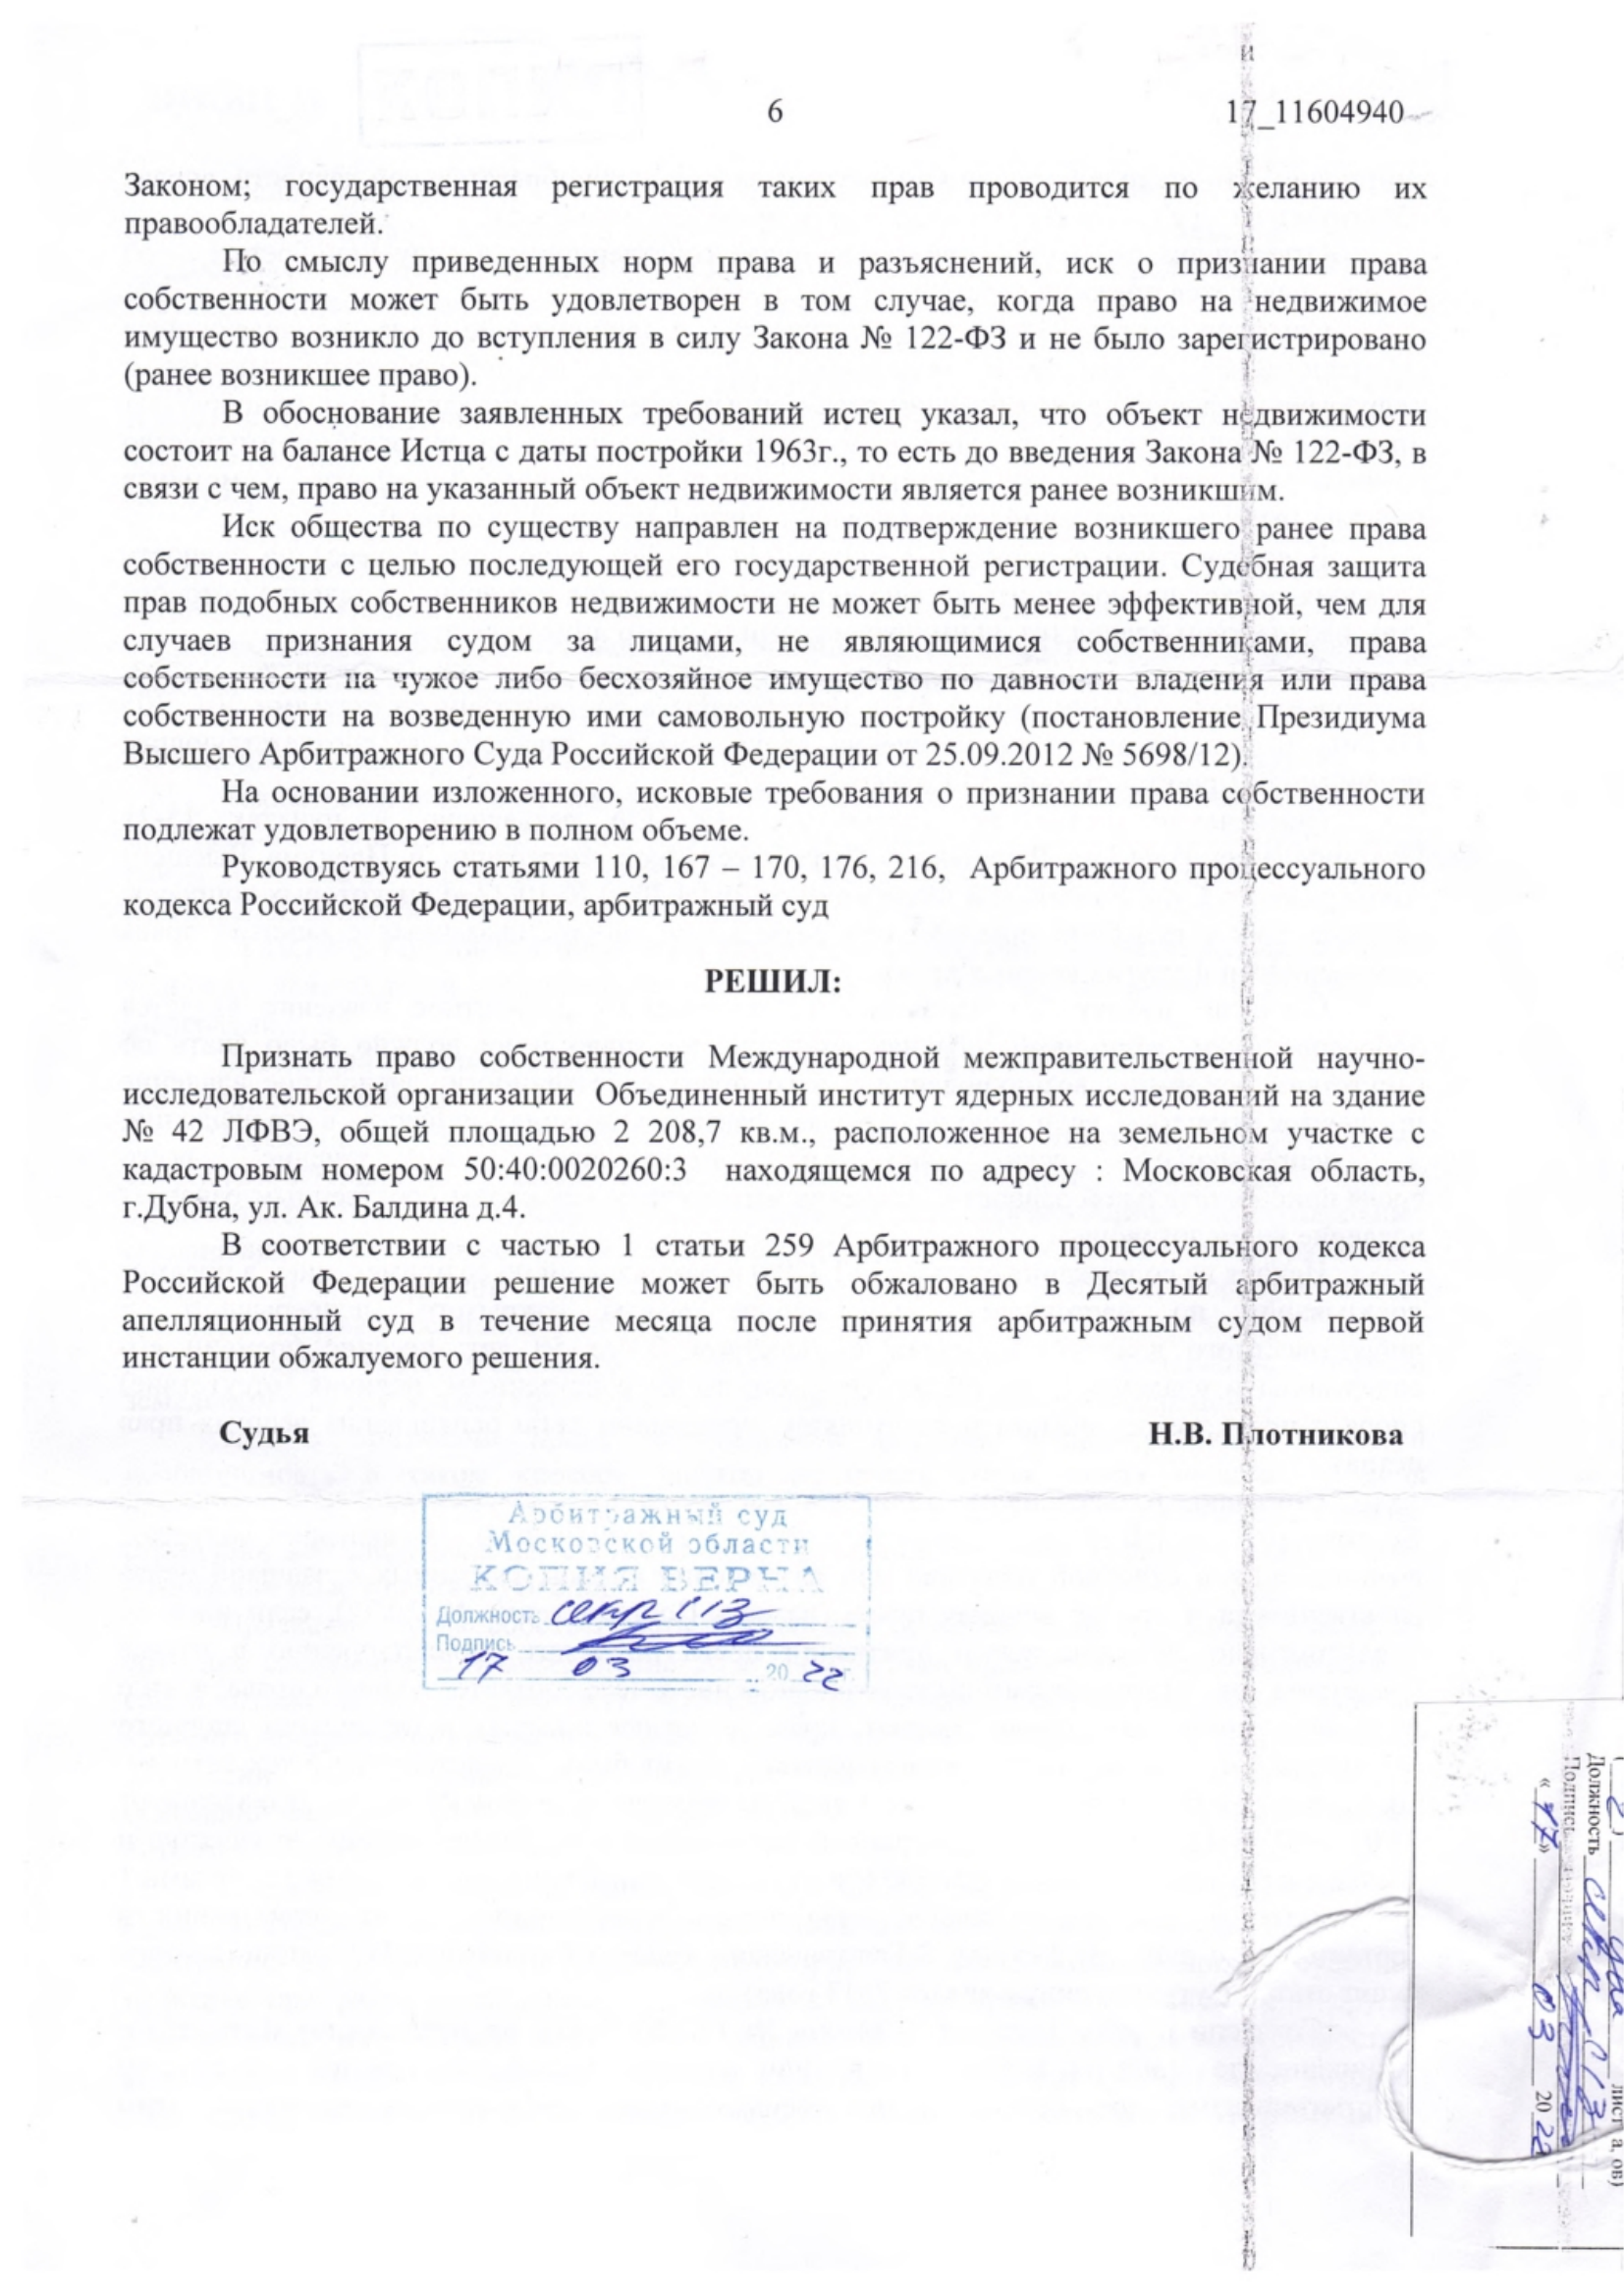 6
17_11604940
Законом; государственная регистрация таких прав проводится по желанию их
правообладателей.
По смыслу приведенных норм права и разъяснений, иск о признании права
собственности может быть удовлетворен в том случае, когда право на недвижимое
имущество возникло до вступления в силу Закона № 122-ФЗ и не было зарегистрировано
(ранее возникшее право).
В обоснование заявленных требований истец указал, что объект недвижимости
состоит на балансе Истца с даты постройки 1963г., то есть до введения Закона № 122-ФЗ, в
связи с чем, право на указанный объект недвижимости является ранее возникшим.
Иск общества по существу направлен на подтверждение возникшего ранее права
собственности с целью последующей его государственной регистрации. Судебная защита
прав подобных собственников недвижимости не может быть менее эффективной, чем для
случаев признания судом за лицами, не являющимися собственниками, права
собственности на чужое либо бесхозяйное имущество по давности владения или права
собственности на возведенную ими самовольную постройку (постановление Президиума
Высшего Арбитражного Суда Российской Федерации от 25.09.2012 № 5698/12).
На основании изложенного, исковые требования о признании права собственности
подлежат удовлетворению в полном объеме.
Руководствуясь статьями 110, 167 – 170, 176, 216, Арбитражного процессуального
кодекса Российской Федерации, арбитражный суд
РЕШИЛ:
Признать право собственности Международной межправительственной научно-
исследовательской организации Объединенный институт ядерных исследований на здание
№ 42 ЛФВЭ, общей площадью 2 208,7 кв.м., расположенное на земельном участке с
кадастровым номером 50:40:0020260:3 находящемся по адресу : Московская область,
г.Дубна, ул. Ак. Балдина д.4.
В соответствии с частью 1 статьи 259 Арбитражного процессуального кодекса
Российской Федерации решение может быть обжаловано в Десятый арбитражный
апелляционный суд в течение месяца после принятия арбитражным судом первой
инстанции обжалуемого решения.
Судья Н.В. Плотникова
Арбитражный суд
Московской области
КОПИЯ ВЕРНА
Должность секр с/з
Подпись
17 03 20 22 г.
лист а, ов)
Должность секр с/з
Подпись
« 17 » 03 20 22